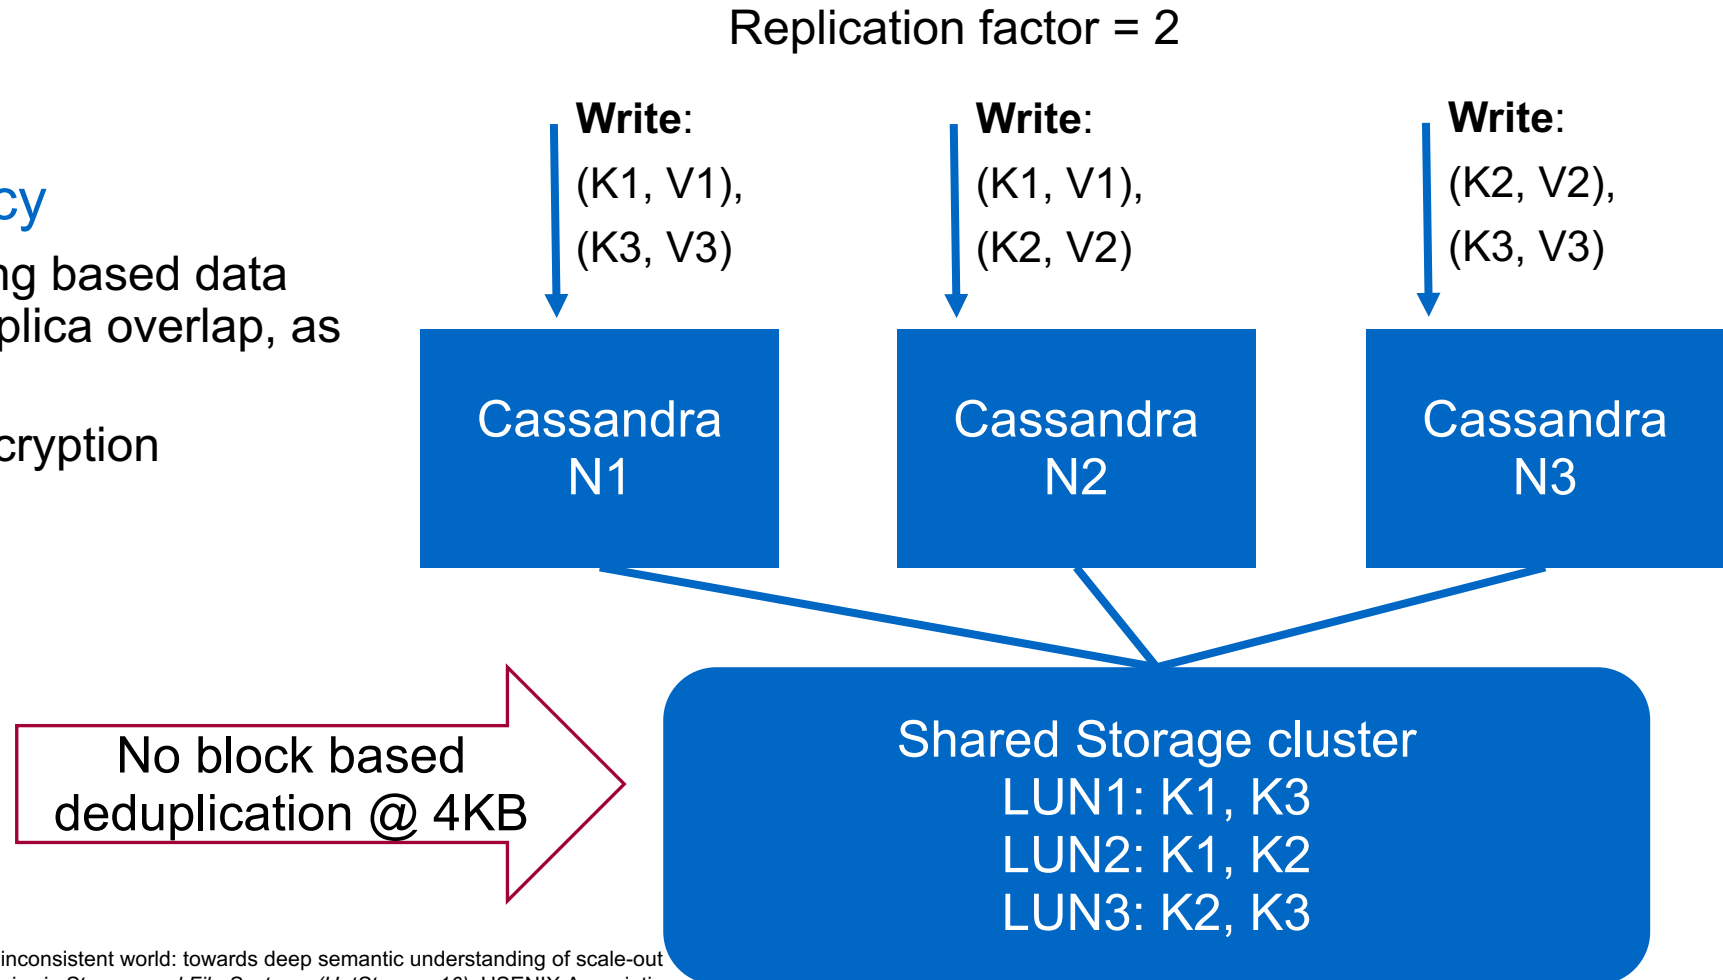 Replication factor = 2
Write:
(K1, V1),
(K3, V3)
Write:
(K1, V1),
(K2, V2)
Write:
(K2, V2),
(K3, V3)
cy
ng based data
plica overlap, as
cryption
Cassandra
N1
Cassandra
N2
Cassandra
N3
No block based
deduplication @ 4KB
Shared Storage cluster
LUN1: K1, K3
LUN2: K1, K2
LUN3: K2, K3
inconsistent world: towards deep semantic understanding of scale-out